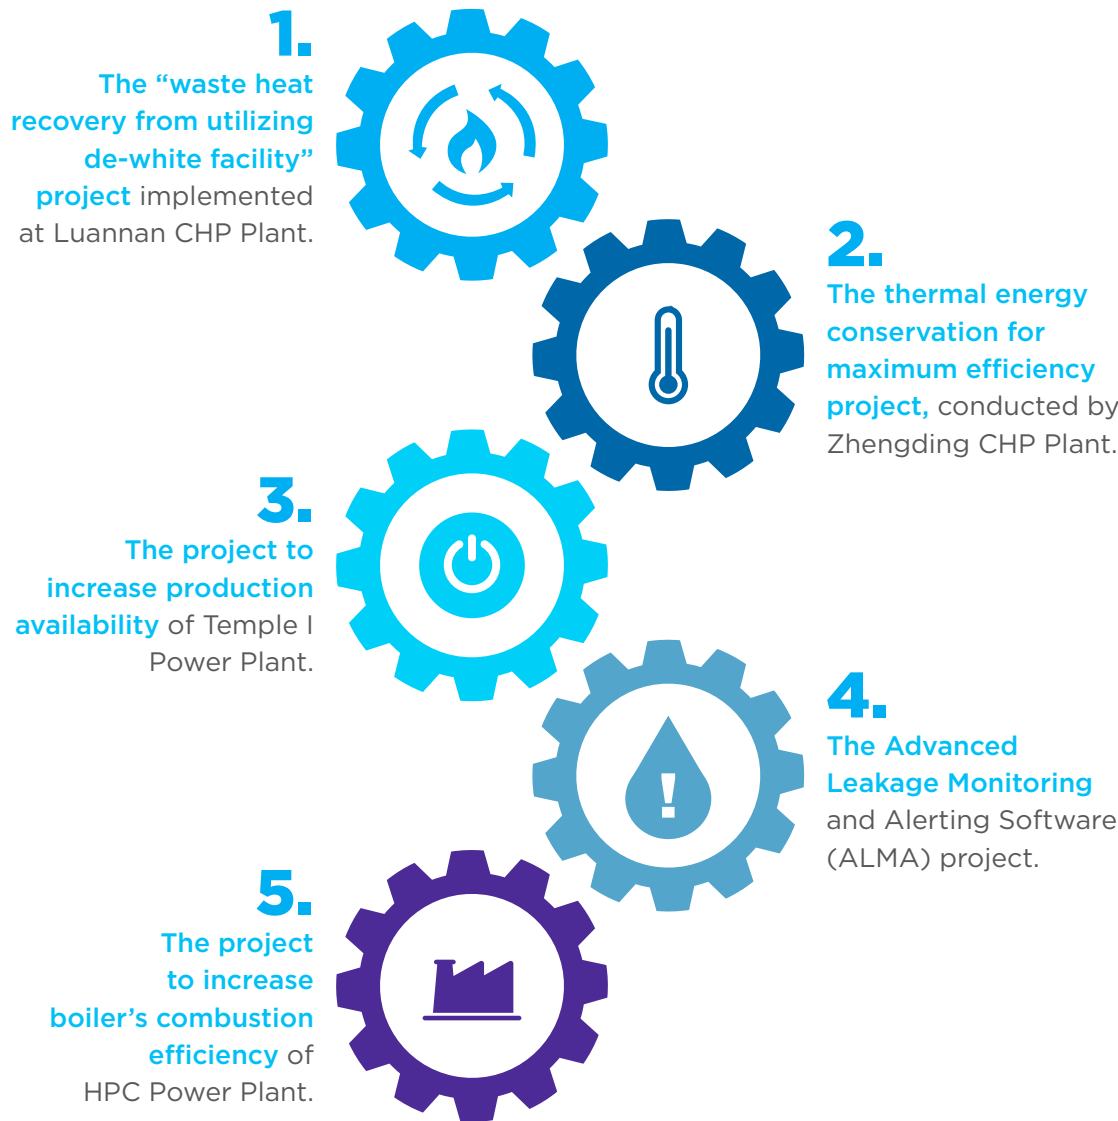 1.
The “waste heat
recovery from utilizing
de-white facility”
project implemented
at Luannan CHP Plant.
2.
The thermal energy
conservation for
maximum efficiency
project, conducted by
Zhengding CHP Plant.
3.
The project to
increase production
availability of Temple I
Power Plant.
!
4.
The Advanced
Leakage Monitoring
and Alerting Software
(ALMA) project.
5.
The project
to increase
boiler’s combustion
efficiency of
HPC Power Plant.